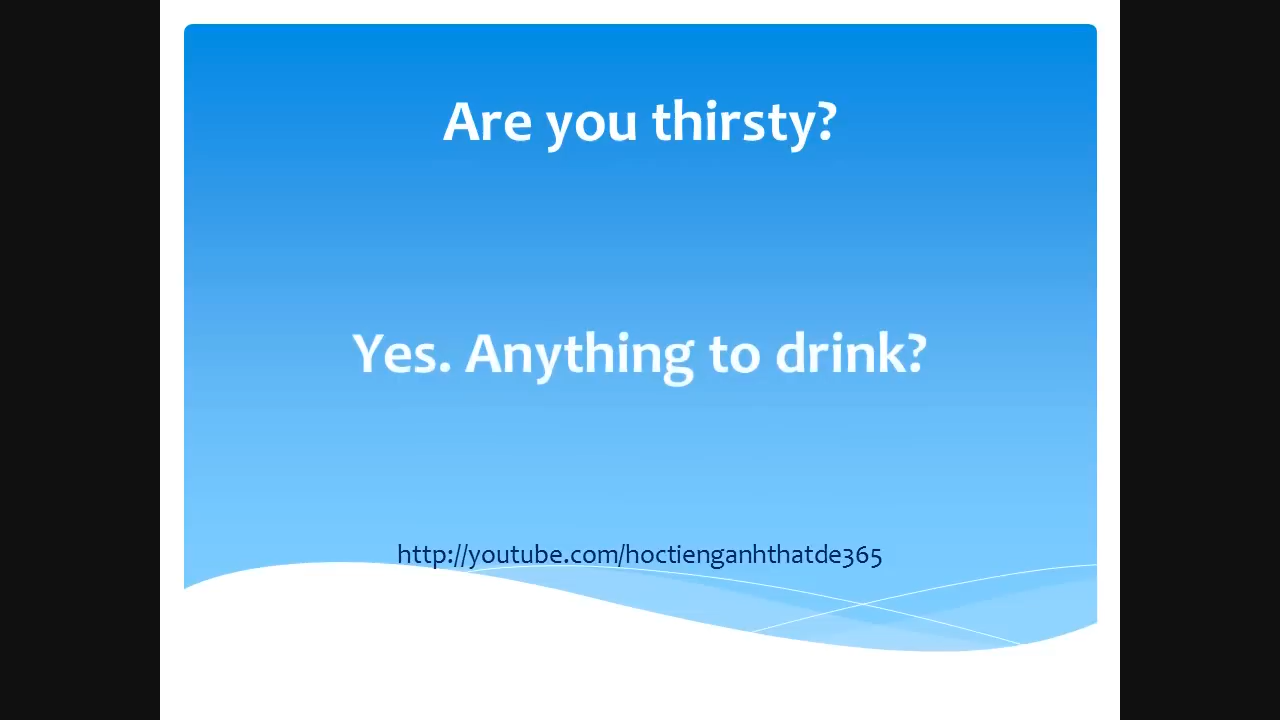 Are you thirsty?
Yes. Anything to drink?
http://youtube.com/hoctienganhthatde365